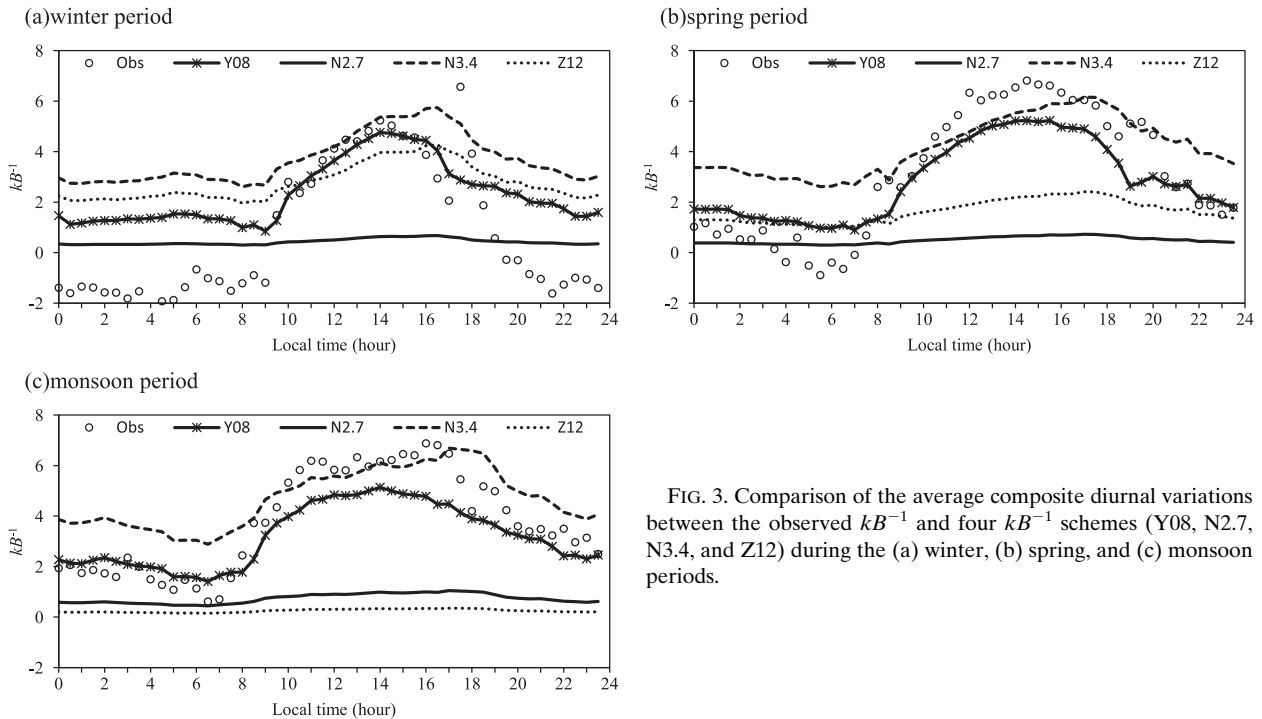 (a)winter period
8
6
4
2
0
-2
kB⁻¹
Obs Y08 N2.7 N3.4 Z12
0 2 4 6 8 10 12 14 16 18 20 22 24
Local time (hour)
(b)spring period
8
6
4
2
0
-2
kB⁻¹
Obs Y08 N2.7 N3.4 Z12
0 2 4 6 8 10 12 14 16 18 20 22 24
Local time (hour)
(c)monsoon period
8
6
4
2
0
-2
kB⁻¹
Obs Y08 N2.7 N3.4 Z12
0 2 4 6 8 10 12 14 16 18 20 22 24
Local time (hour)
FIG. 3. Comparison of the average composite diurnal variations
between the observed kB⁻¹ and four kB⁻¹ schemes (Y08, N2.7,
N3.4, and Z12) during the (a) winter, (b) spring, and (c) monsoon
periods.